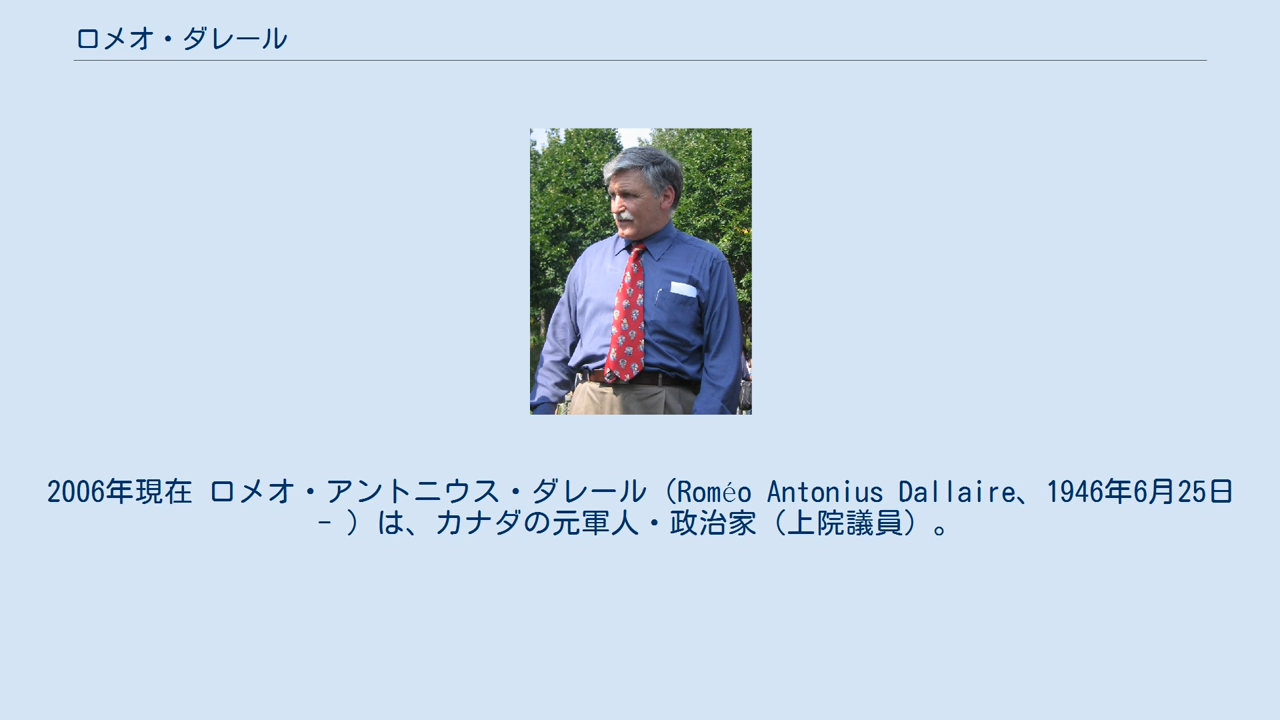 ロメオ・ダレール
2006年現在 ロメオ・アントニウス・ダレール（Roméo Antonius Dallaire、1946年6月25日
- ）は、カナダの元軍人・政治家（上院議員）。